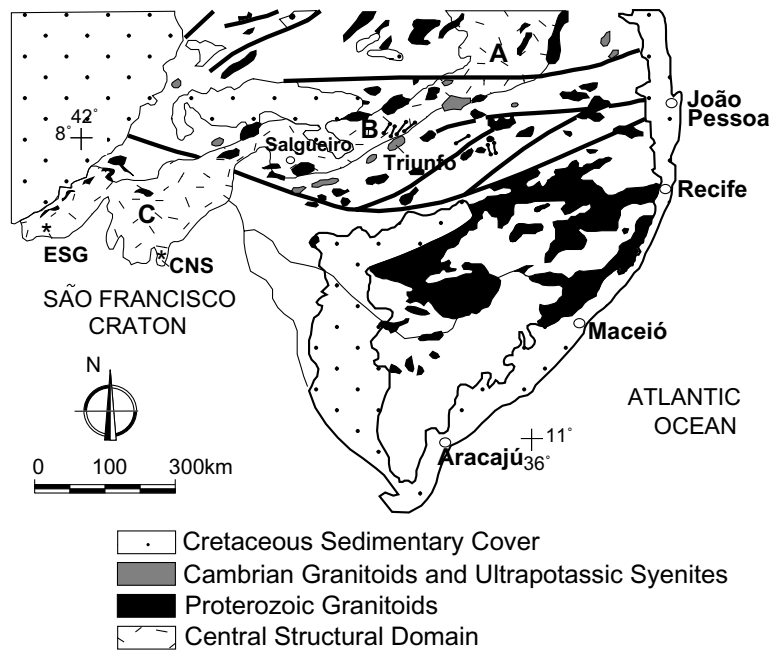 A
João
Pessoa
42°
8°
B
Salgueiro
Triunfo
Recife
C
*
*
ESG
CNS
SÃO FRANCISCO
CRATON
Maceió
N
ATLANTIC
OCEAN
11°
Aracajú
36°
0 100 300km
Cretaceous Sedimentary Cover
Cambrian Granitoids and Ultrapotassic Syenites
Proterozoic Granitoids
Central Structural Domain